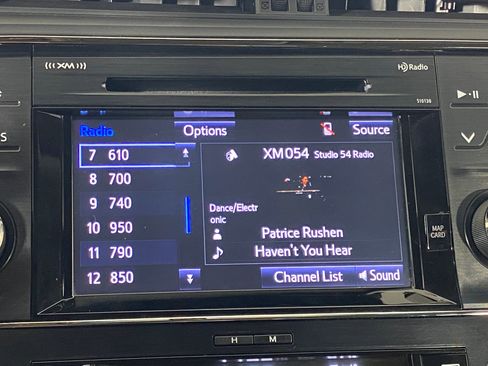 (((XM)))
HD Radio
510138
Radio
Options
Source
7 610
8 700
9 740
10 950
11 790
12 850
XM054 Studio 54 Radio
Dance/Electr
onic
Patrice Rushen
Haven't You Hear
Channel List
Sound
MAP
CARD
H M